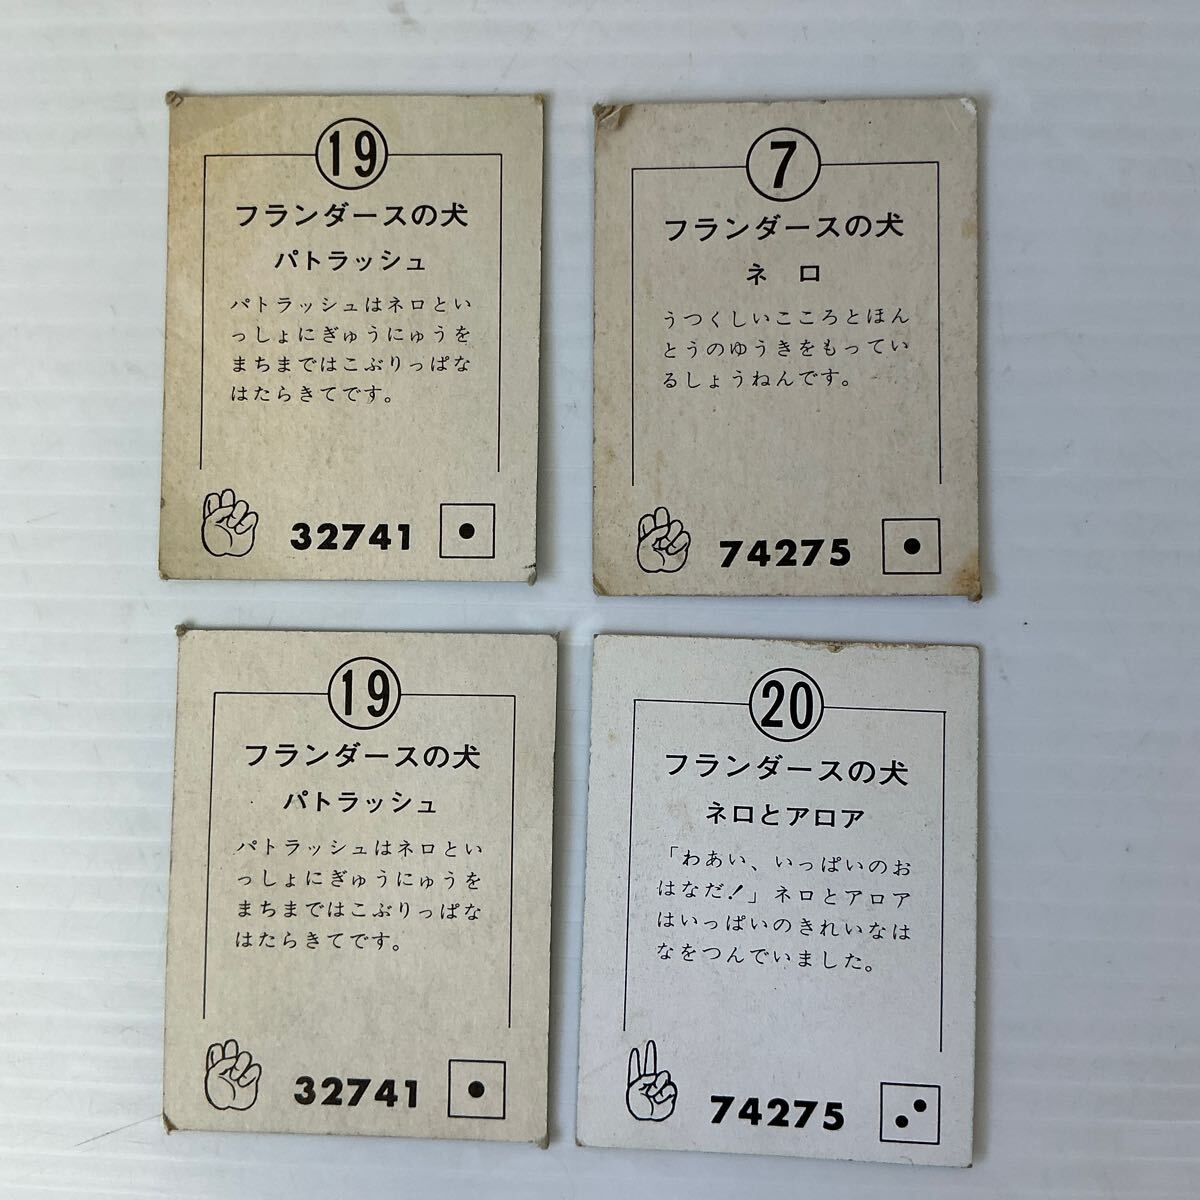 19
フランダースの犬
パトラッシュ
パトラッシュはネロとい
っしょにぎゅうにゅうを
まちまではこぶりっぱな
はたらきてです。
32741
7
フランダースの犬
ネ ロ
うつくしいこころとほん
とうのゆうきをもってい
るしょうねんです。
74275
19
フランダースの犬
パトラッシュ
パトラッシュはネロとい
っしょにぎゅうにゅうを
まちまではこぶりっぱな
はたらきてです。
32741
20
フランダースの犬
ネロとアロア
「わあい、いっぱいのお
はなだ!」ネロとアロア
はいっぱいのきれいなは
なをつんでいました。
74275